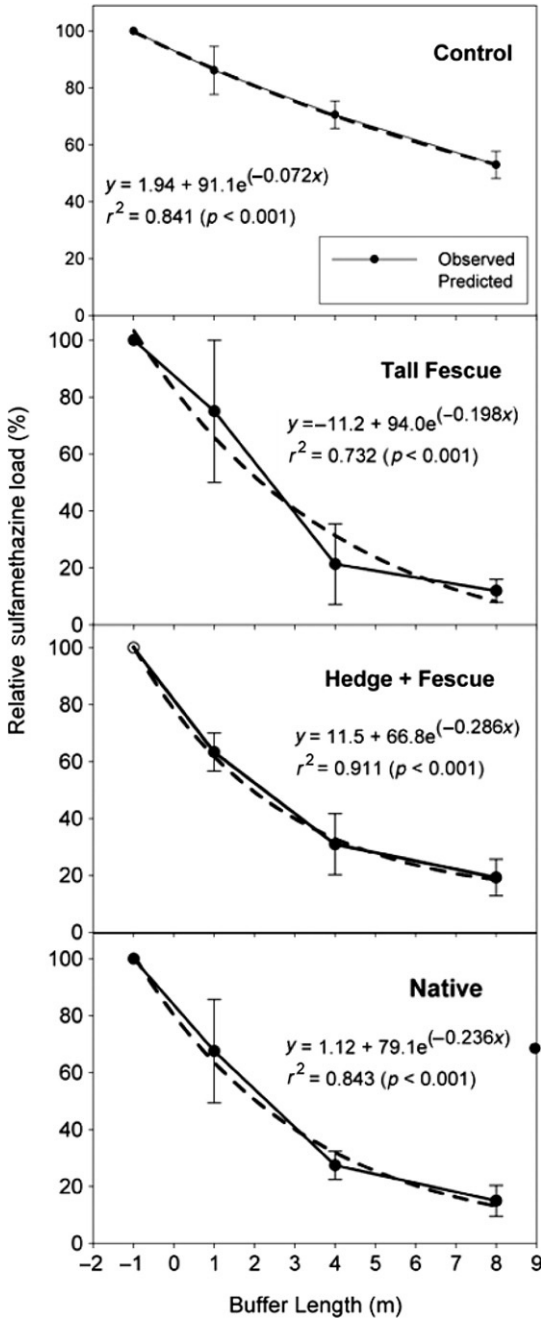 Relative sulfamethazine load (%)
100
80
60
40
20
0
Control
y = 1.94 + 91.1e(–0.072x)
r2 = 0.841 (p < 0.001)
Observed
Predicted
100
80
60
40
20
0
Tall Fescue
y =–11.2 + 94.0e(–0.198x)
r2 = 0.732 (p < 0.001)
100
80
60
40
20
0
Hedge + Fescue
y = 11.5 + 66.8e(–0.286x)
r2 = 0.911 (p < 0.001)
100
80
60
40
20
0
Native
y = 1.12 + 79.1e(–0.236x)
r2 = 0.843 (p < 0.001)
–2 –1 0 1 2 3 4 5 6 7 8 9
Buffer Length (m)